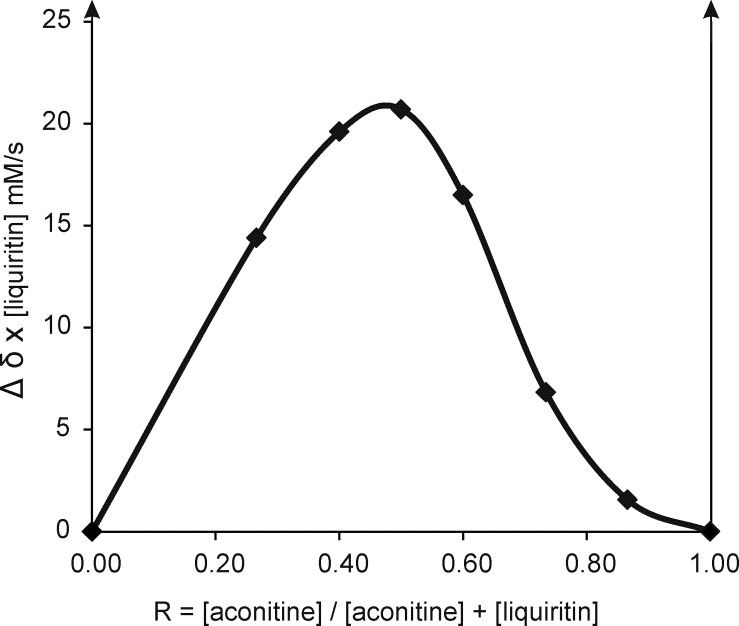 25
20
15
10
5
0
Δ δ x [liquiritin] mM/s
0.00 0.20 0.40 0.60 0.80 1.00
R = [aconitine] / [aconitine] + [liquiritin]